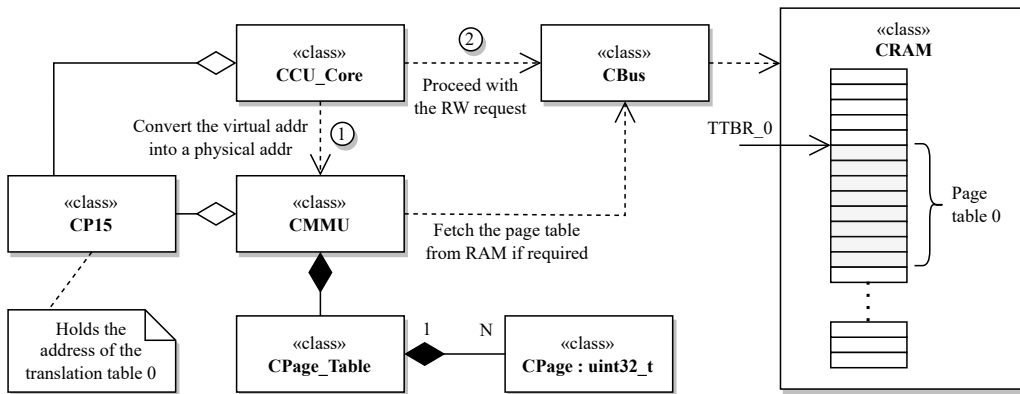 «class»
CCU_Core
2
Proceed with
the RW request
«class»
CBus
«class»
CRAM
Convert the virtual addr
into a physical addr
1
TTBR_0
Page
table 0
«class»
CP15
«class»
CMMU
Fetch the page table
from RAM if required
Holds the
address of the
translation table 0
«class»
CPage_Table
1
N
«class»
CPage : uint32_t